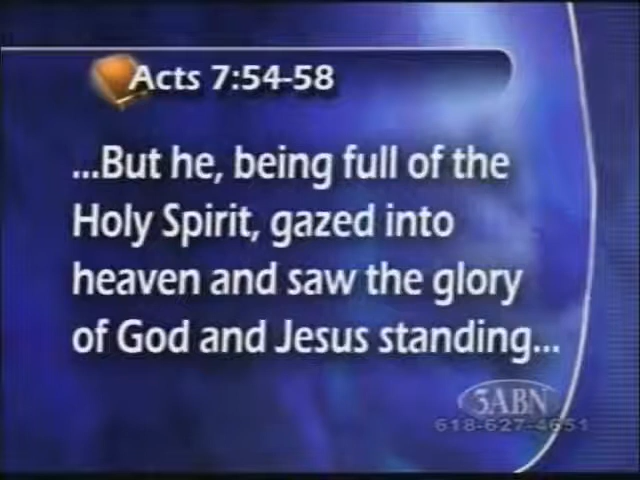 Acts 7:54-58
...But he, being full of the
Holy Spirit, gazed into
heaven and saw the glory
of God and Jesus standing...
3ABN
618-627-4651